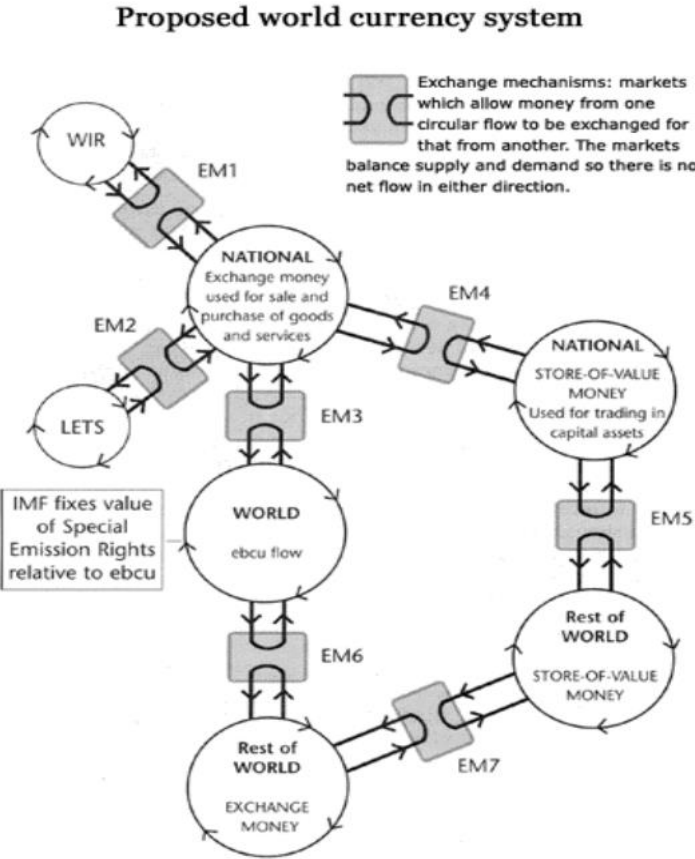 Proposed world currency system
Exchange mechanisms: markets
which allow money from one
circular flow to be exchanged for
that from another. The markets
balance supply and demand so there is no
net flow in either direction.
WIR
EM1
NATIONAL
Exchange money
used for sale and
purchase of goods
and services
EM2
LETS
EM3
EM4
NATIONAL
STORE-OF-VALUE
MONEY
Used for trading in
capital assets
IMF fixes value
of Special
Emission Rights
relative to ebcu
WORLD
ebcu flow
EM5
EM6
Rest of
WORLD
STORE-OF-VALUE
MONEY
EM7
Rest of
WORLD
EXCHANGE
MONEY